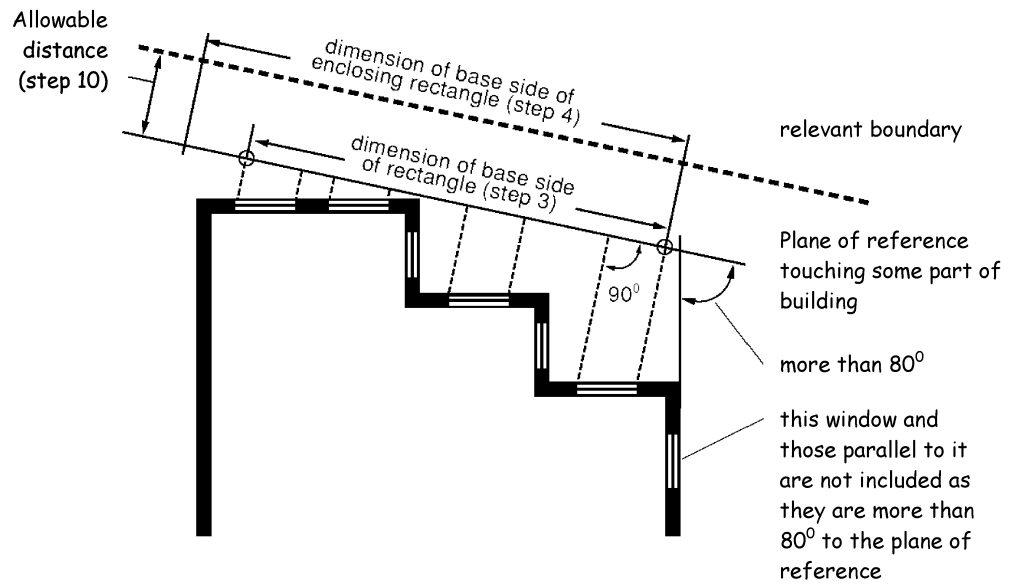 Allowable
distance
(step 10)
dimension of base side of
enclosing rectangle (step 4)
relevant boundary
dimension of base side
of rectangle (step 3)
Plane of reference
touching some part of
building
90⁰
more than 80⁰
this window and
those parallel to it
are not included as
they are more than
80⁰ to the plane of
reference